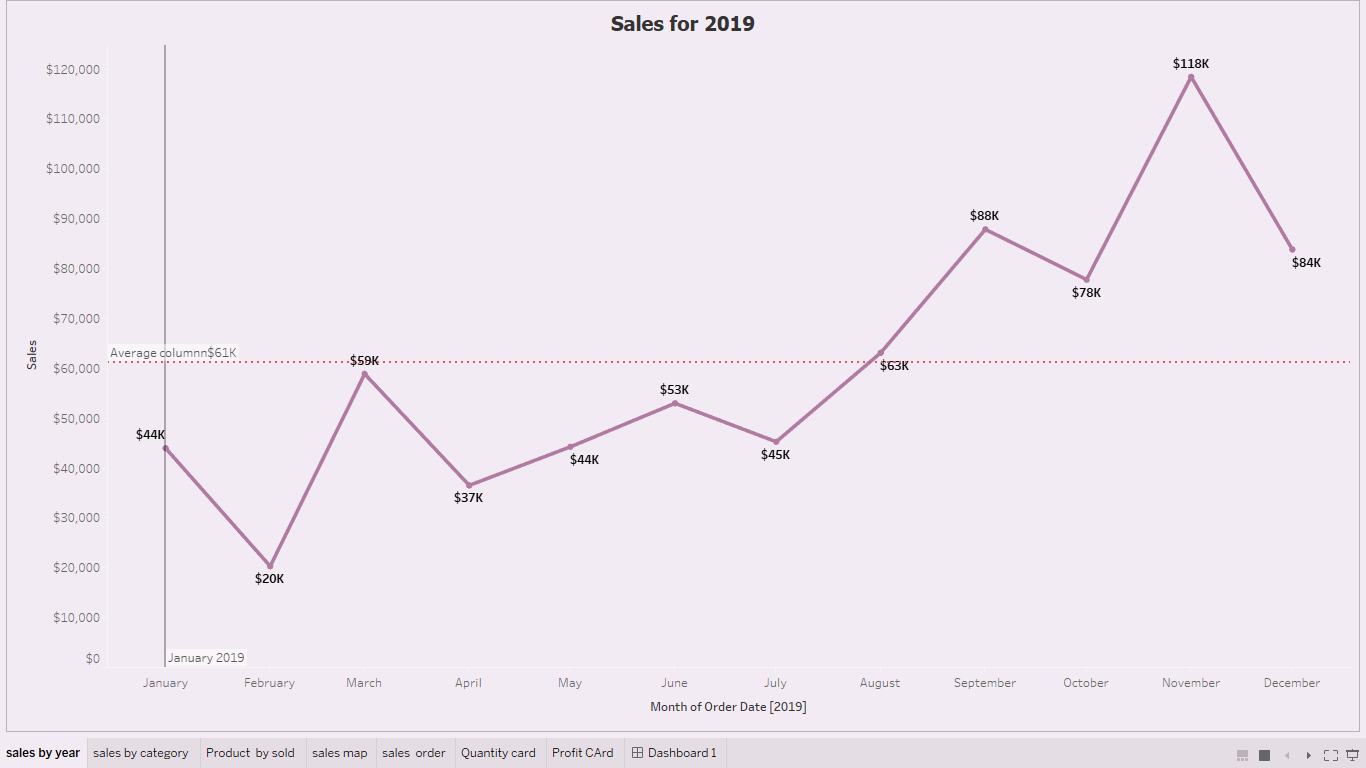 Sales for 2019
$120,000
$110,000
$100,000
$90,000
$80,000
$70,000
$60,000
$50,000
$40,000
$30,000
$20,000
$10,000
$0
Sales
Average columnn$61K
January 2019
$44K
$20K
$59K
$37K
$44K
$53K
$45K
$63K
$88K
$78K
$118K
$84K
January February March April May June July August September October November December
Month of Order Date [2019]
sales by year sales by category Product by sold sales map sales order Quantity card Profit CArd Dashboard 1